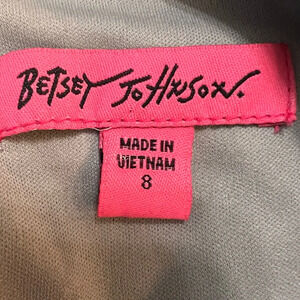 BETSEY JOHNSON.
MADE IN
VIETNAM
8